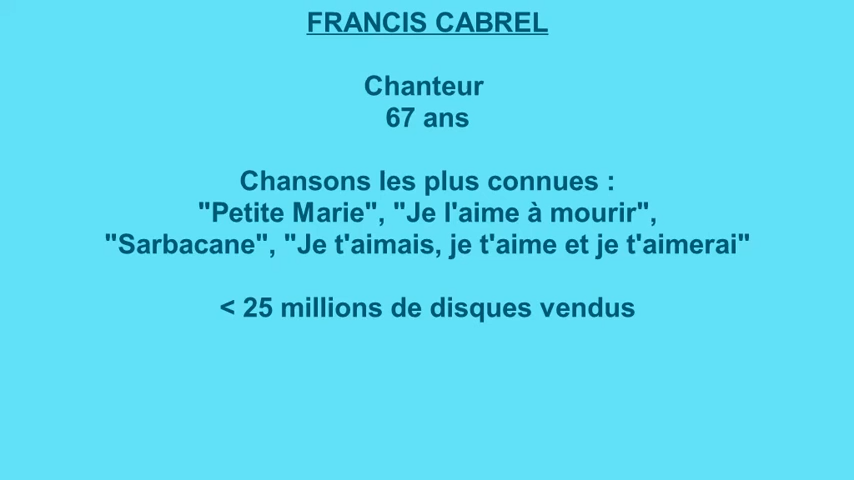 FRANCIS CABREL
Chanteur
67 ans
Chansons les plus connues :
"Petite Marie", "Je l'aime à mourir",
"Sarbacane", "Je t'aimais, je t'aime et je t'aimerai"
< 25 millions de disques vendus